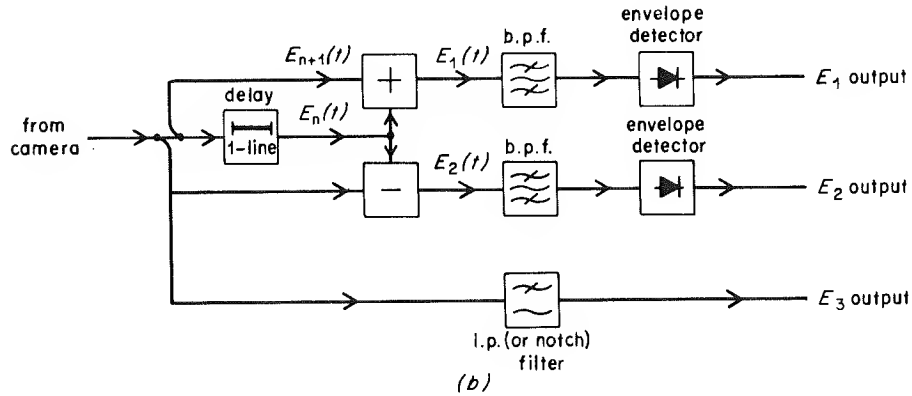 envelope
detector
b.p.f.
E₁(t)
Eₙ₊₁(t)
+
E₁ output
delay
Eₙ(t)
from
camera
1-line
envelope
detector
b.p.f.
E₂(t)
−
E₂ output
E₃ output
l.p.(or notch)
filter
(b)